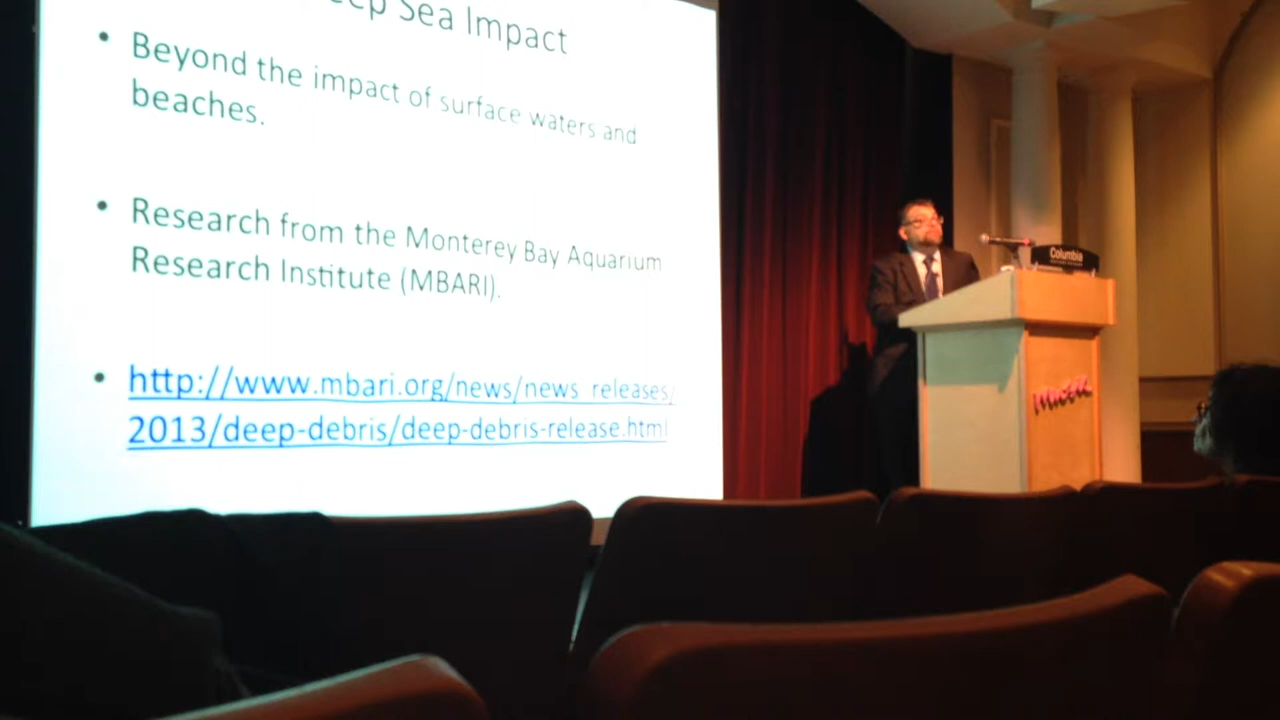 eep Sea Impact
• Beyond the impact of surface waters and
beaches.
• Research from the Monterey Bay Aquarium
Research Institute (MBARI).
• http://www.mbari.org/news/news_releases/
2013/deep-debris/deep-debris-release.html
Columbia